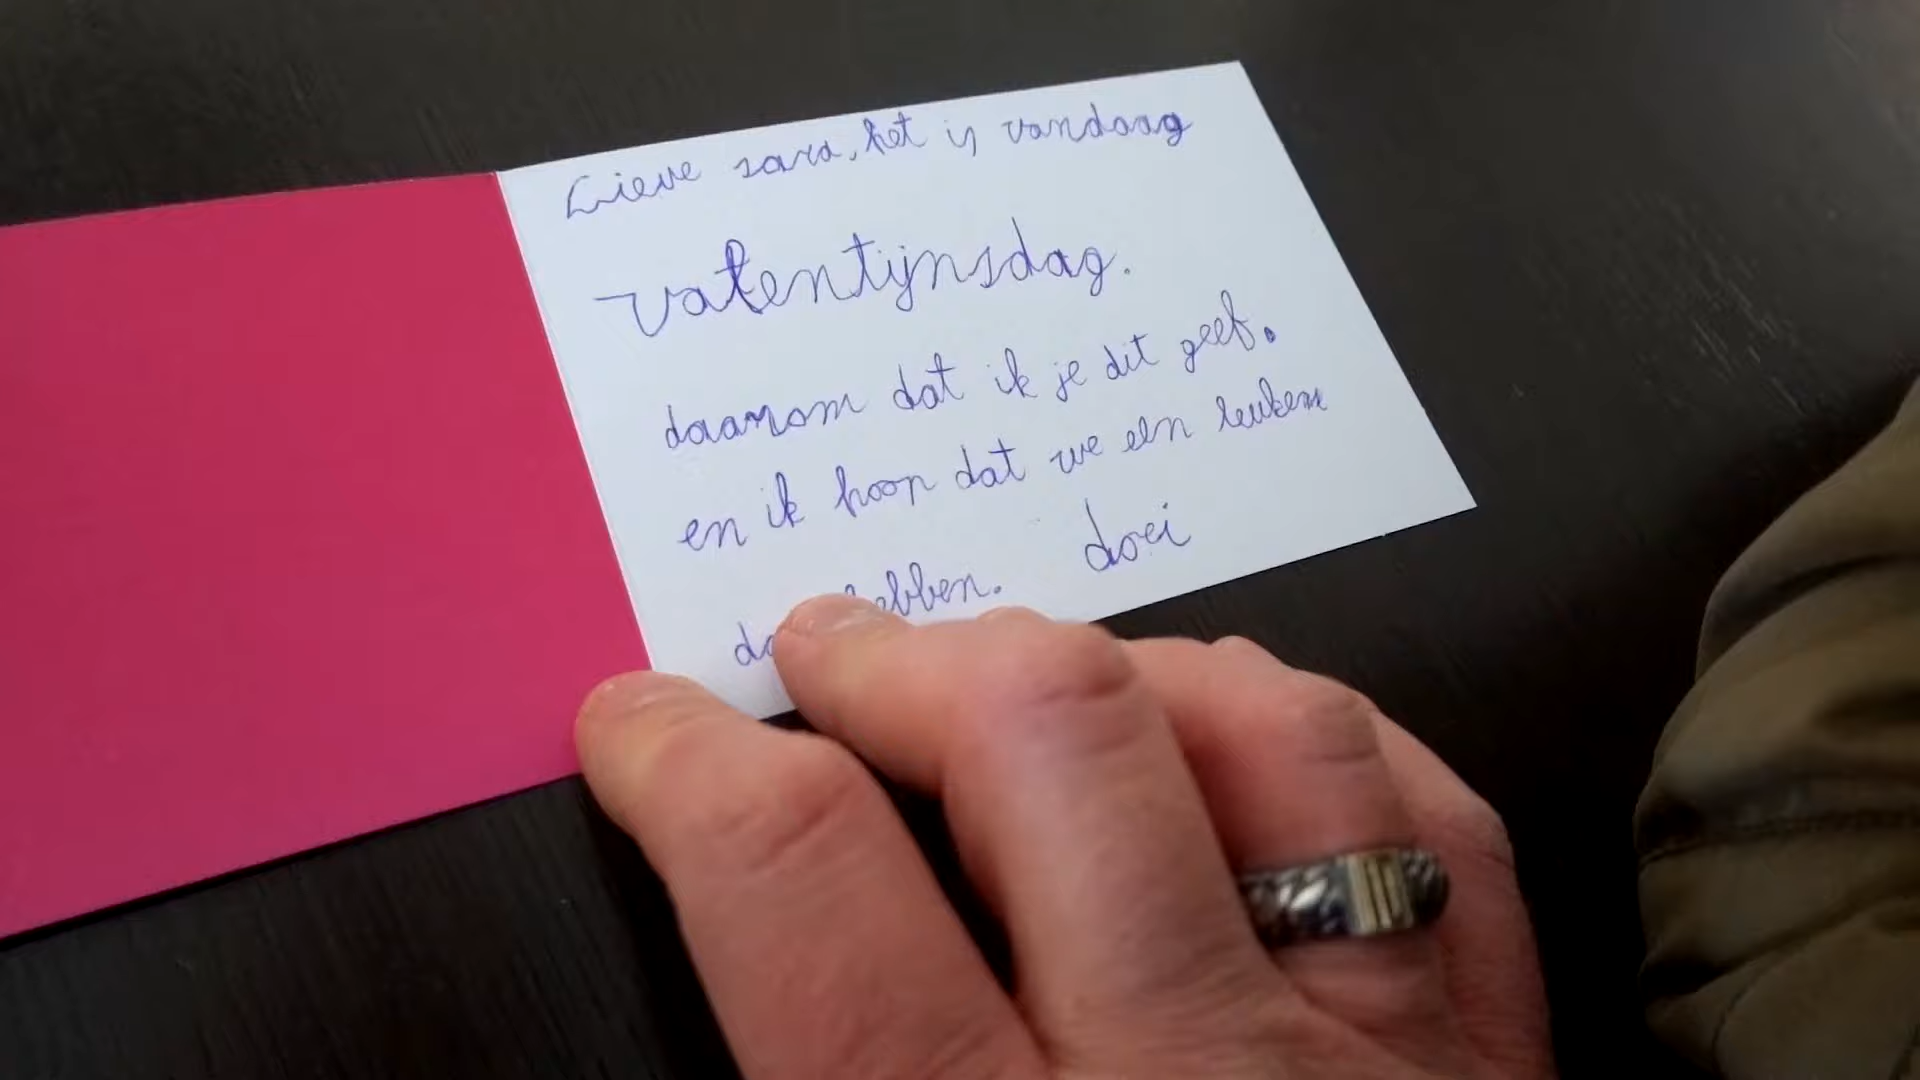 Lieve sara, het is vandaag
valentijnsdag.
daarom dat ik je dit geef.
en ik hoop dat we een leuken
hebben. doei